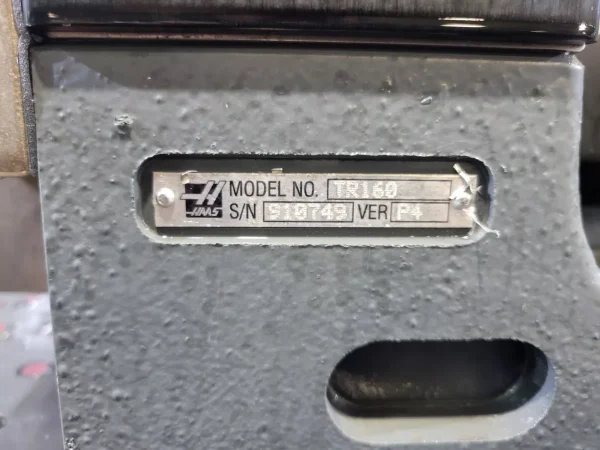 HAAS
MODEL NO. TR160
S/N 910749 VER P4